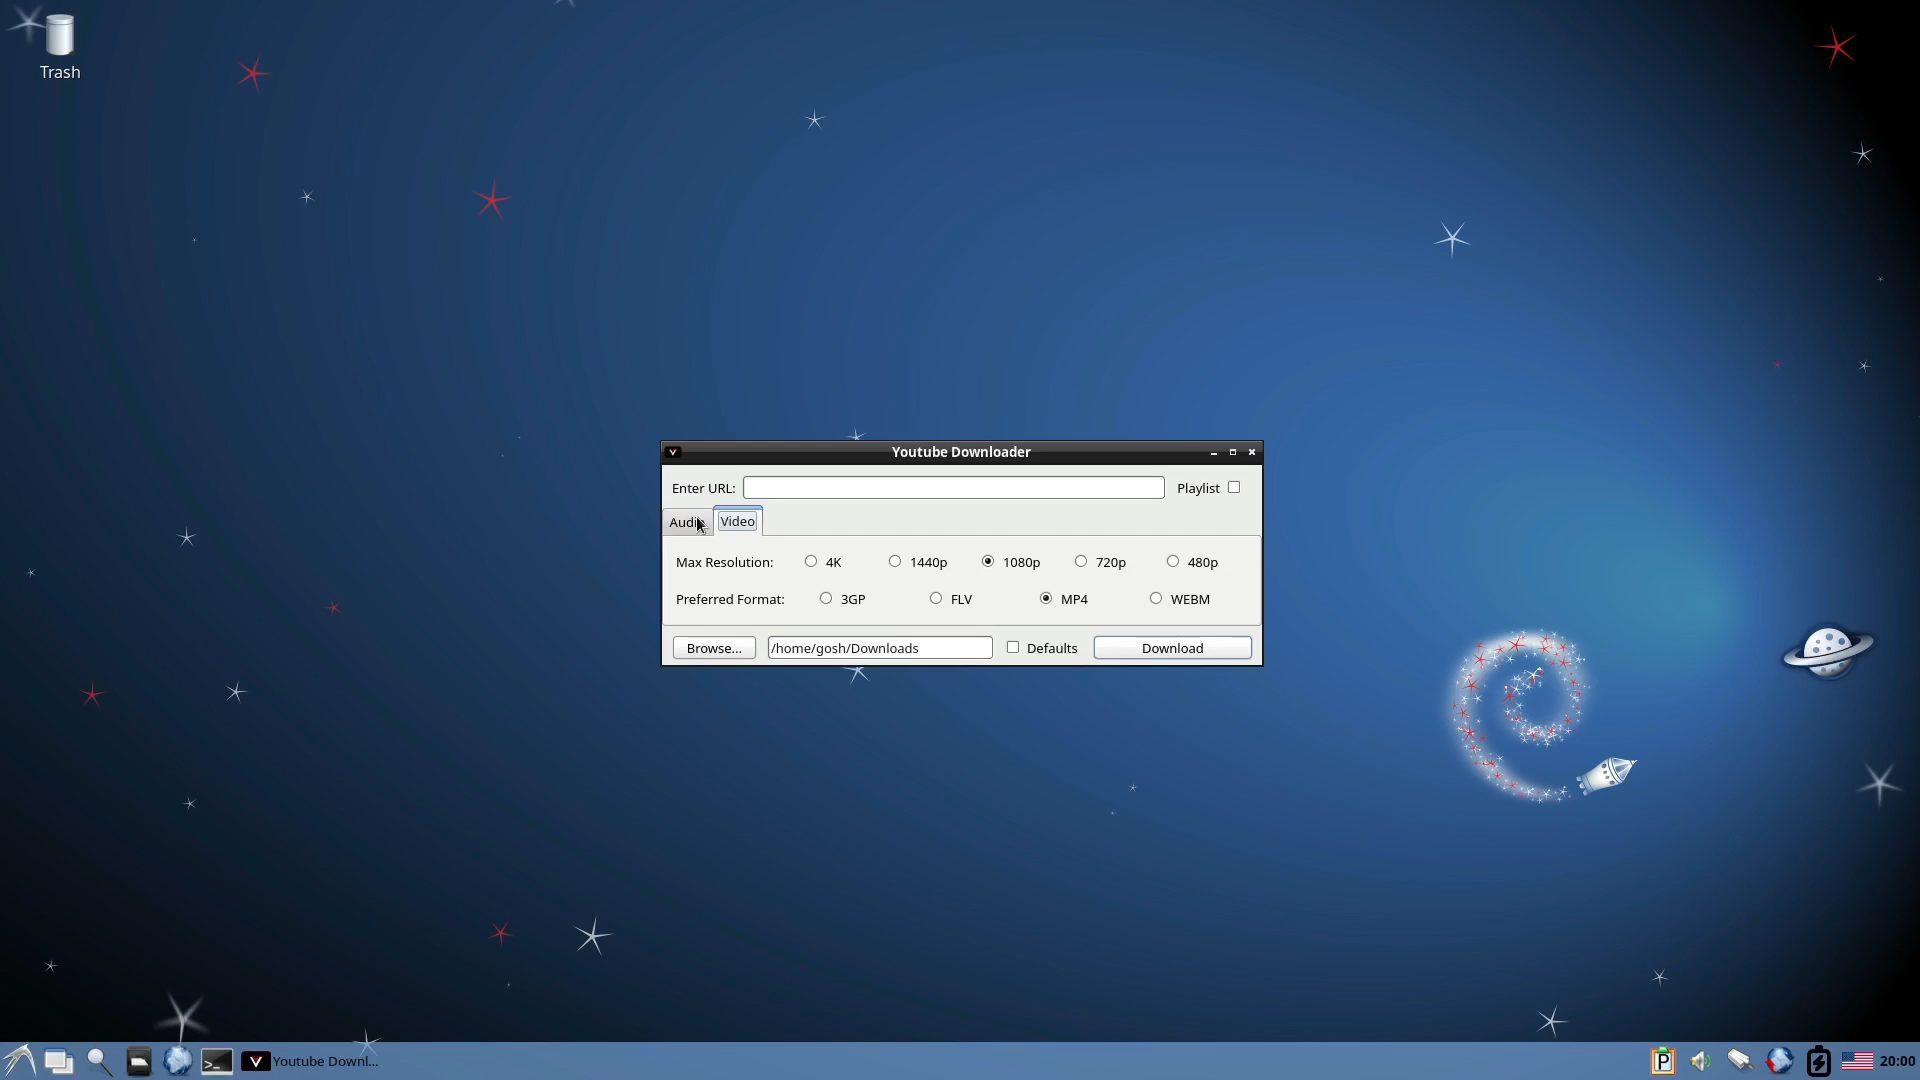 Trash
Youtube Downloader
Enter URL: Playlist
Audio Video
Max Resolution: 4K 1440p 1080p 720p 480p
Preferred Format: 3GP FLV MP4 WEBM
Browse... /home/gosh/Downloads Defaults Download
Youtube Downl... P 20:00